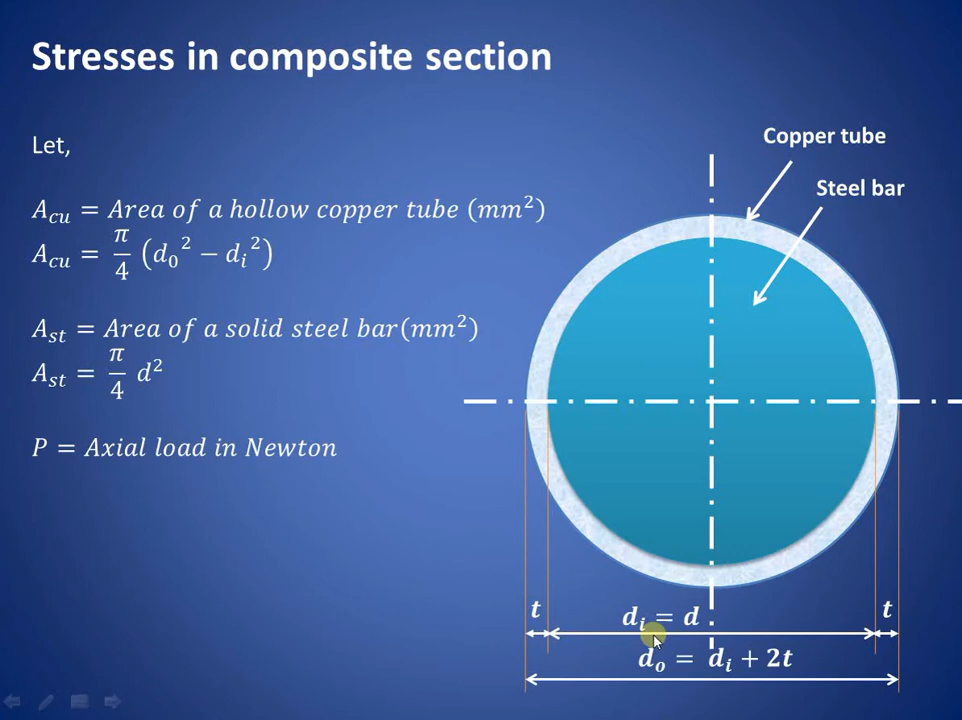 Stresses in composite section
Let,
Copper tube
Steel bar
A_cu = Area of a hollow copper tube (mm²)
A_cu = π/4 (d₀² − d_i²)
A_st = Area of a solid steel bar(mm²)
A_st = π/4 d²
P = Axial load in Newton
t
t
d_i = d
d_o = d_i + 2t